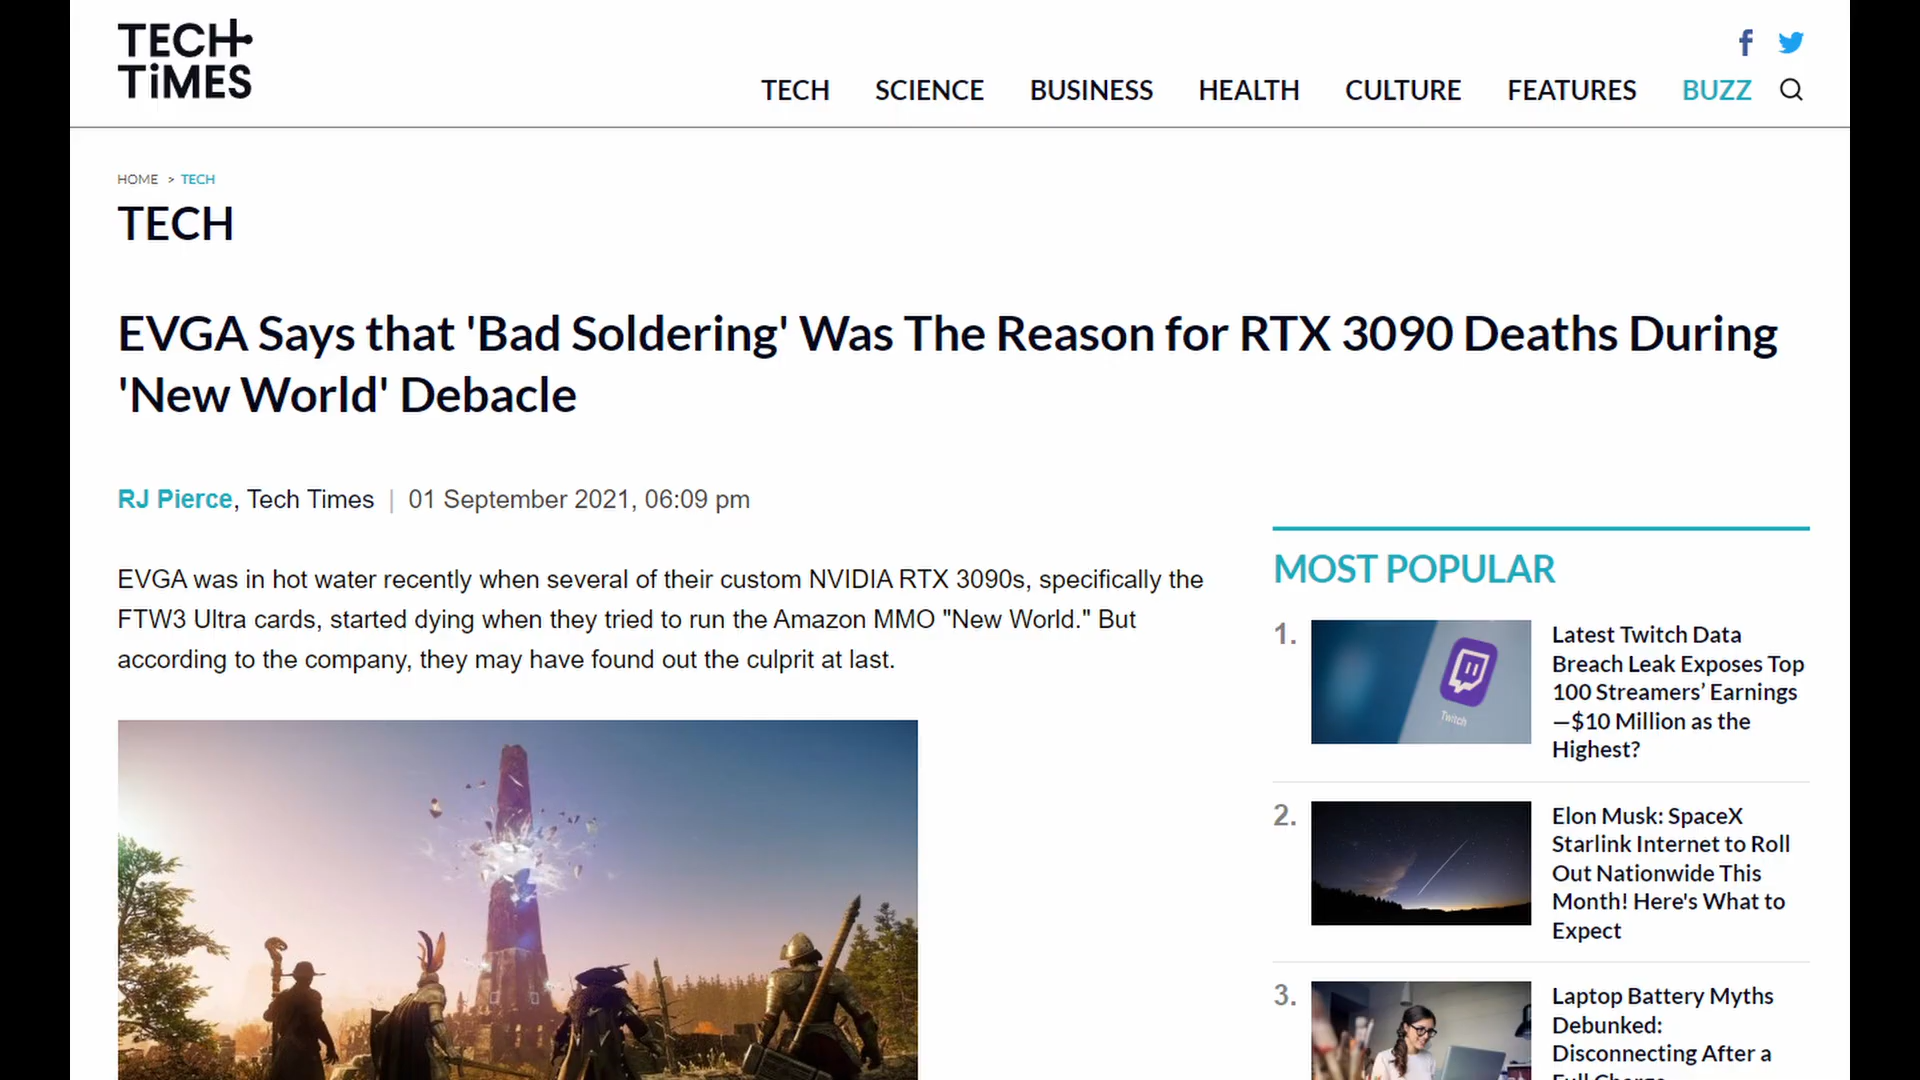 TECH
TiMES
TECH SCIENCE BUSINESS HEALTH CULTURE FEATURES BUZZ
HOME > TECH
TECH
EVGA Says that 'Bad Soldering' Was The Reason for RTX 3090 Deaths During
'New World' Debacle
RJ Pierce, Tech Times | 01 September 2021, 06:09 pm
EVGA was in hot water recently when several of their custom NVIDIA RTX 3090s, specifically the
FTW3 Ultra cards, started dying when they tried to run the Amazon MMO "New World." But
according to the company, they may have found out the culprit at last.
MOST POPULAR
1.
Twitch
Latest Twitch Data
Breach Leak Exposes Top
100 Streamers’ Earnings
—$10 Million as the
Highest?
2.
Elon Musk: SpaceX
Starlink Internet to Roll
Out Nationwide This
Month! Here's What to
Expect
3.
Laptop Battery Myths
Debunked:
Disconnecting After a
Full Charge